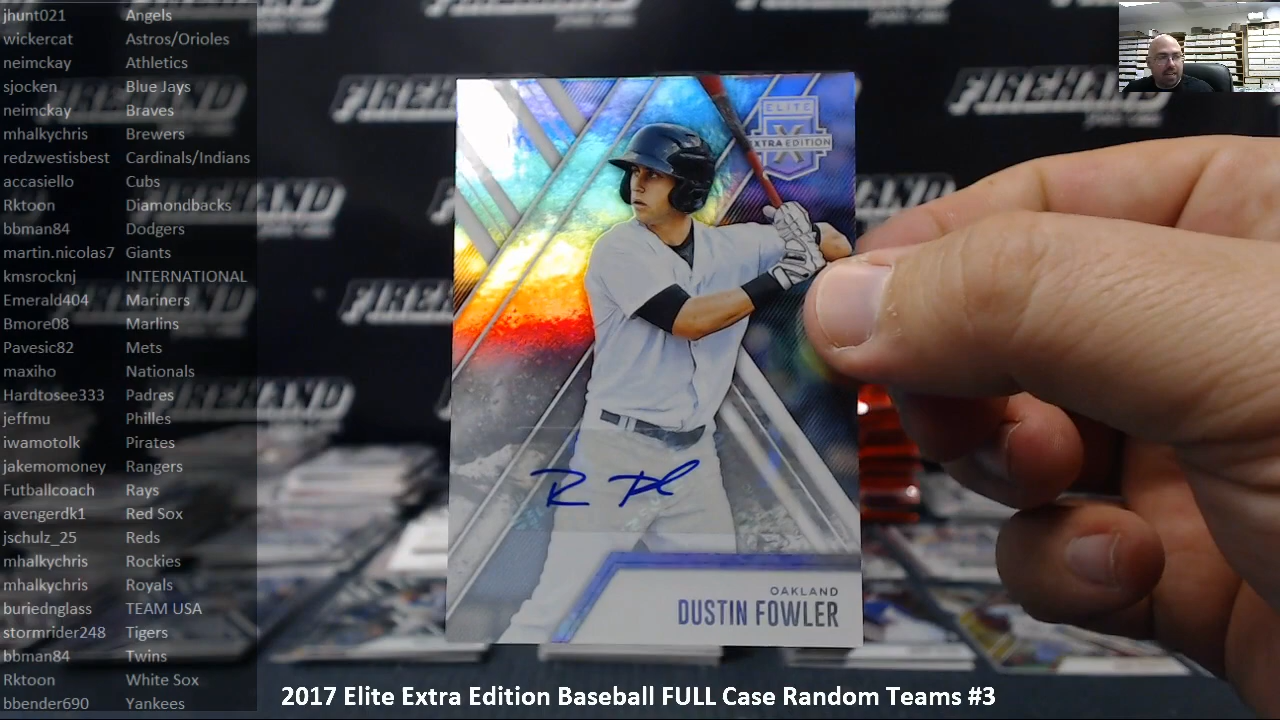 jhunt021 Angels
wickercat Astros/Orioles
neimckay Athletics
sjocken Blue Jays
neimckay Braves
mhalkychris Brewers
redzwestisbest Cardinals/Indians
accasiello Cubs
Rktoon Diamondbacks
bbman84 Dodgers
martin.nicolas7 Giants
kmsrocknj INTERNATIONAL
Emerald404 Mariners
Bmore08 Marlins
Pavesic82 Mets
maxiho Nationals
Hardtosee333 Padres
jeffmu Philles
iwamotolk Pirates
jakemomoney Rangers
Futballcoach Rays
avengerdk1 Red Sox
jschulz_25 Reds
mhalkychris Rockies
mhalkychris Royals
buriednglass TEAM USA
stormrider248 Tigers
bbman84 Twins
Rktoon White Sox
bbender690 Yankees
ELITE
X
EXTRA EDITION
OAKLAND
DUSTIN FOWLER
FIREHAND
2017 Elite Extra Edition Baseball FULL Case Random Teams #3